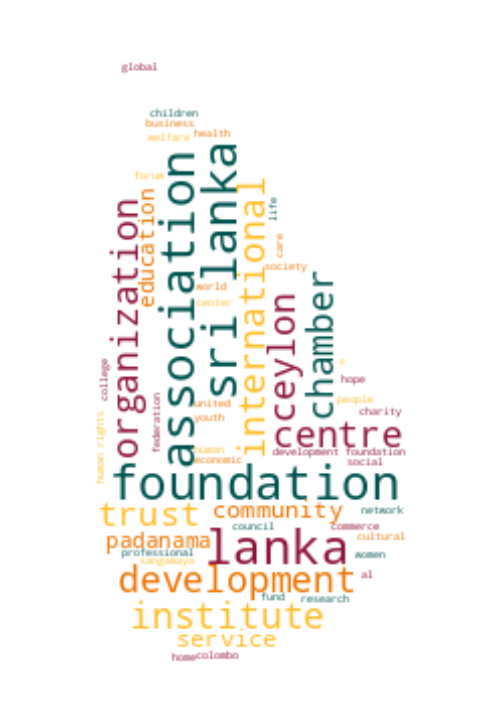 global
children
business
welfare
health
forum
education
organization
association
sri lanka
international
life
care
society
world
center
ceylon
chamber
college
federation
human rights
united
youth
human
economic
s
hope
people
charity
centre
development
foundation
social
foundation
trust
community
network
council
commerce
cultural
padanama
lanka
professional
sangamaya
women
development
al
fund
research
institute
service
home
colombo